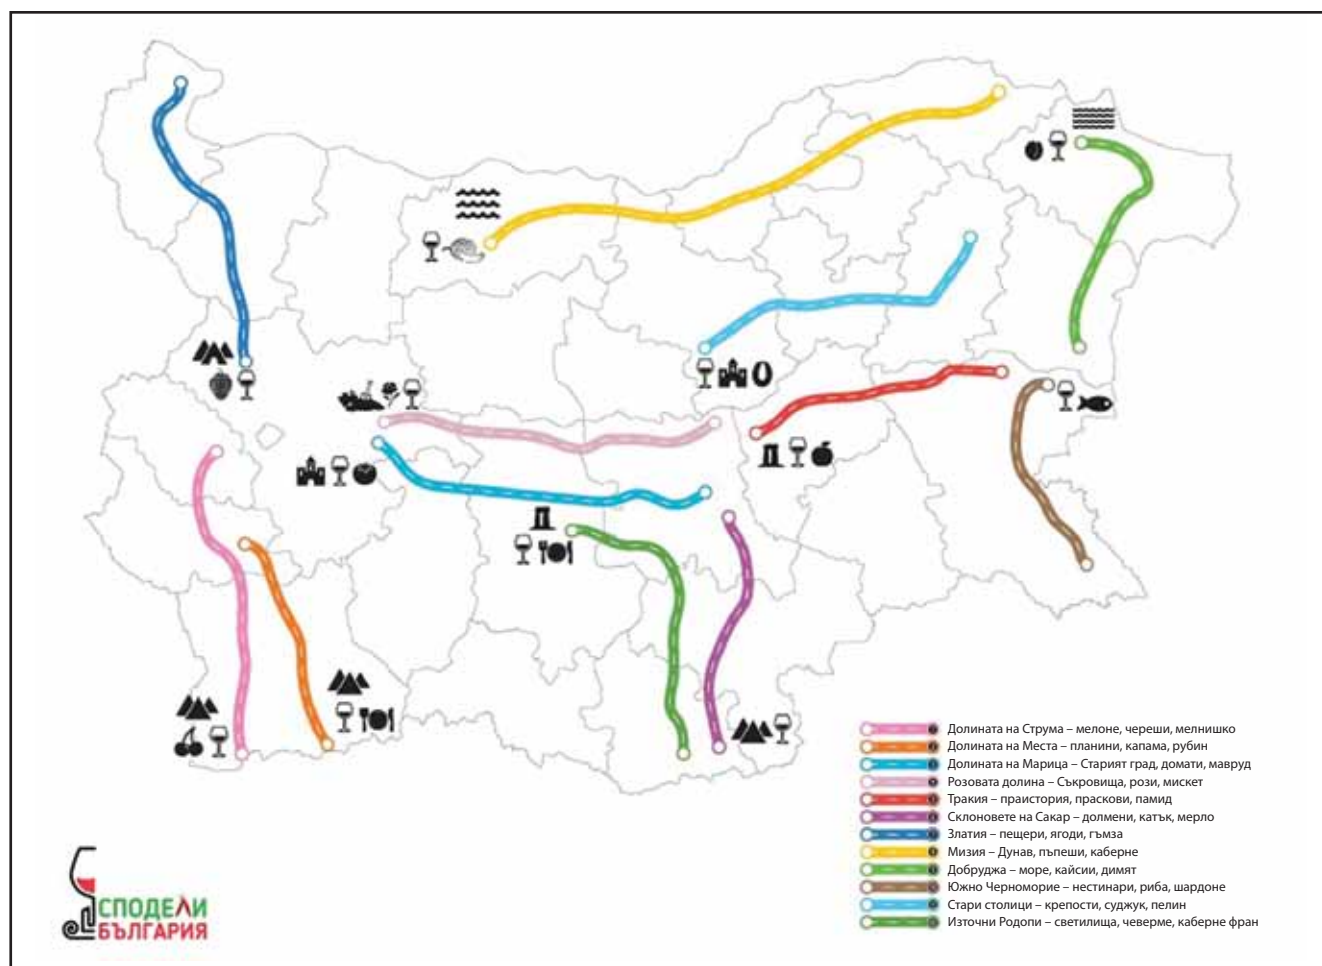 Долината на Струма – мелоне, череши, мелнишко
Долината на Места – планини, капама, рубин
Долината на Марица – Старият град, домати, мавруд
Розовата долина – Съкровища, рози, мискет
Тракия – праистория, праскови, памид
Склоновете на Сакар – долмени, катък, мерло
Златия – пещери, ягоди, гъмза
Мизия – Дунав, пъпеши, каберне
Добруджа – море, кайсии, димят
Южно Черноморие – нестинари, риба, шардоне
Стари столици – крепости, суджук, пелин
Източни Родопи – светилища, чеверме, каберне фран
СПОДЕЛИ
БЪЛГАРИЯ